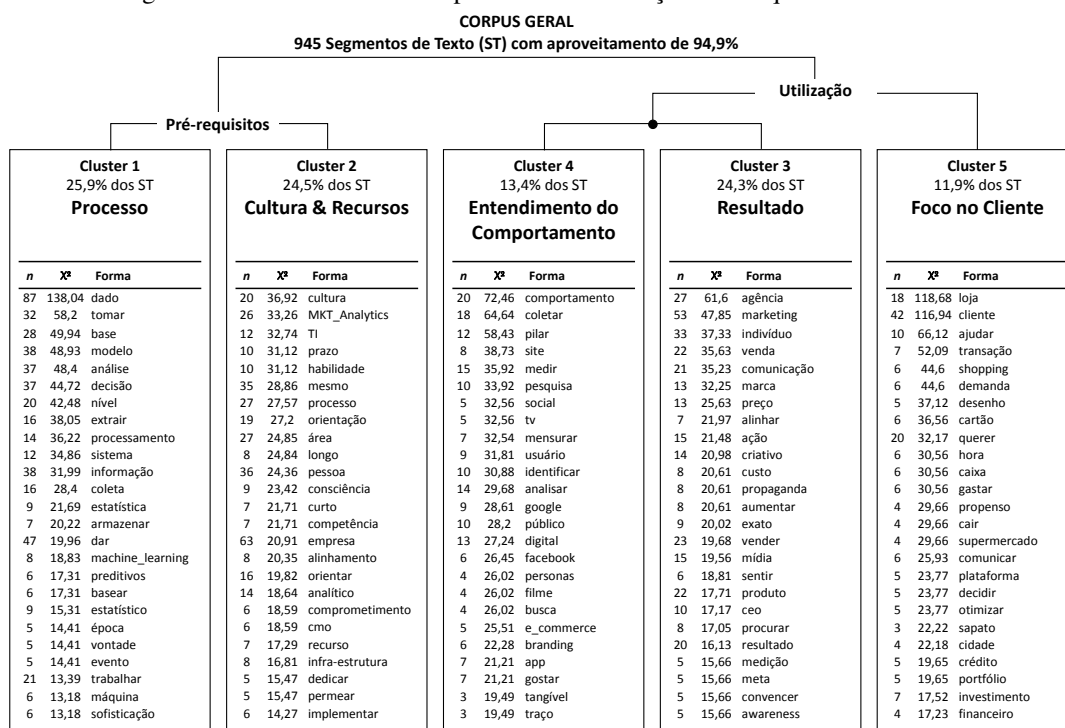 CORPUS GERAL
945 Segmentos de Texto (ST) com aproveitamento de 94,9%
Utilização
Pré-requisitos
Cluster 1
25,9% dos ST
Processo
n X² Forma
87 138,04 dado
32 58,2 tomar
28 49,94 base
38 48,93 modelo
37 48,4 análise
37 44,72 decisão
20 42,48 nível
16 38,05 extrair
14 36,22 processamento
12 34,86 sistema
38 31,99 informação
16 28,4 coleta
9 21,69 estatística
7 20,22 armazenar
47 19,96 dar
8 18,83 machine_learning
6 17,31 preditivos
6 17,31 basear
9 15,31 estatístico
5 14,41 época
5 14,41 vontade
5 14,41 evento
21 13,39 trabalhar
6 13,18 máquina
6 13,18 sofisticação
Cluster 2
24,5% dos ST
Cultura & Recursos
n X² Forma
20 36,92 cultura
26 33,26 MKT_Analytics
12 32,74 TI
10 31,12 prazo
10 31,12 habilidade
35 28,86 mesmo
27 27,57 processo
19 27,2 orientação
27 24,85 área
8 24,84 longo
36 24,36 pessoa
9 23,42 consciência
7 21,71 curto
7 21,71 competência
63 20,91 empresa
8 20,35 alinhamento
16 19,82 orientar
14 18,64 analítico
6 18,59 comprometimento
6 18,59 cmo
7 17,29 recurso
8 16,81 infra-estrutura
5 15,47 dedicar
5 15,47 permear
6 14,27 implementar
Cluster 4
13,4% dos ST
Entendimento do
Comportamento
n X² Forma
20 72,46 comportamento
18 64,64 coletar
12 58,43 pilar
8 38,73 site
15 35,92 medir
10 33,92 pesquisa
5 32,56 social
5 32,56 tv
7 32,54 mensurar
9 31,81 usuário
10 30,88 identificar
14 29,68 analisar
9 28,61 google
10 28,2 público
13 27,24 digital
6 26,45 facebook
4 26,02 personas
4 26,02 filme
4 26,02 busca
5 25,51 e_commerce
6 22,28 branding
7 21,21 app
7 21,21 gostar
3 19,49 tangível
3 19,49 traço
Cluster 3
24,3% dos ST
Resultado
n X² Forma
27 61,6 agência
53 47,85 marketing
33 37,33 indivíduo
22 35,63 venda
21 35,23 comunicação
13 32,25 marca
13 25,63 preço
7 21,97 alinhar
15 21,48 ação
14 20,98 criativo
8 20,61 custo
8 20,61 propaganda
8 20,61 aumentar
9 20,02 exato
23 19,68 vender
15 19,56 mídia
6 18,81 sentir
22 17,71 produto
10 17,17 ceo
8 17,05 procurar
20 16,13 resultado
5 15,66 medição
5 15,66 meta
5 15,66 convencer
5 15,66 awareness
Cluster 5
11,9% dos ST
Foco no Cliente
n X² Forma
18 118,68 loja
42 116,94 cliente
10 66,12 ajudar
7 52,09 transação
6 44,6 shopping
6 44,6 demanda
5 37,12 desenho
6 36,56 cartão
20 32,17 querer
6 30,56 hora
6 30,56 caixa
6 30,56 gastar
4 29,66 propenso
4 29,66 cair
4 29,66 supermercado
6 25,93 comunicar
5 23,77 plataforma
5 23,77 decidir
5 23,77 otimizar
3 22,22 sapato
4 22,18 cidade
5 19,65 crédito
5 19,65 portfólio
7 17,52 investimento
4 17,23 financeiro